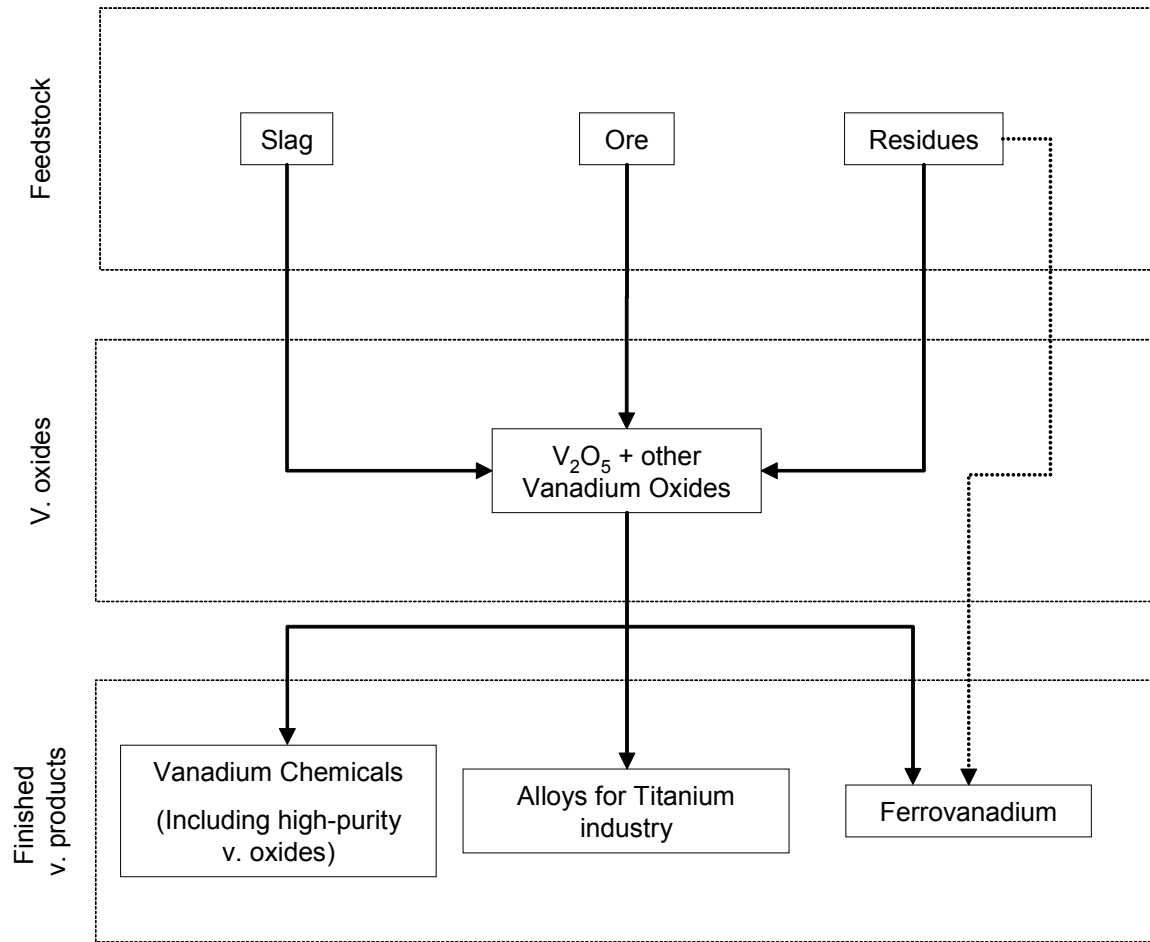 Feedstock
Slag
Ore
Residues
V. oxides
V₂O₅ + other
Vanadium Oxides
Finished
v. products
Vanadium Chemicals
(Including high-purity
v. oxides)
Alloys for Titanium
industry
Ferrovanadium